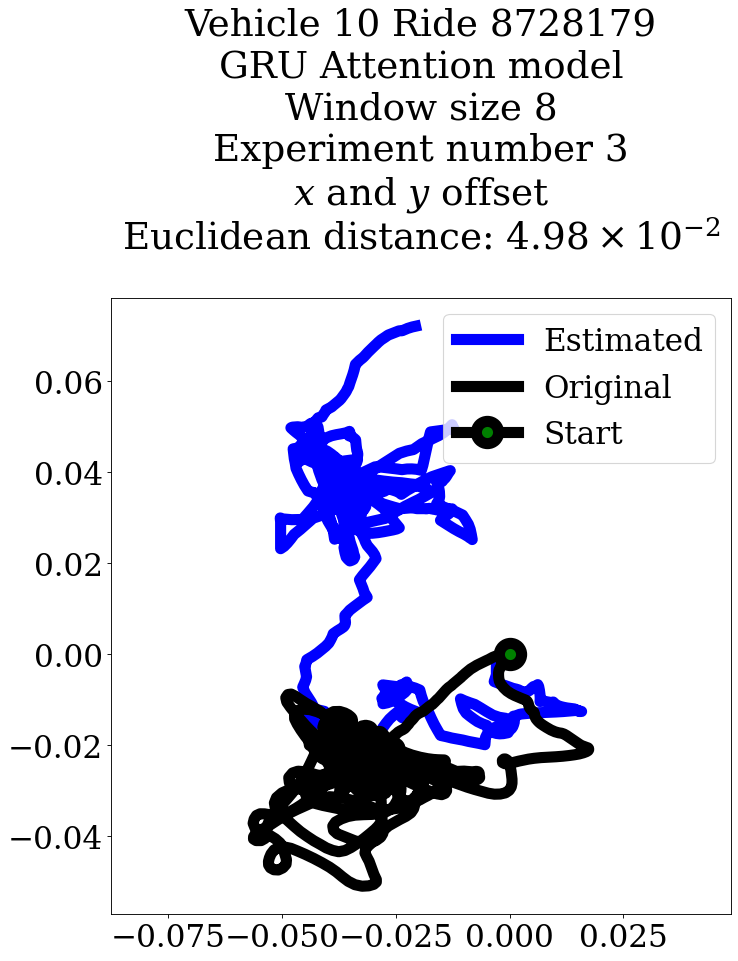 Vehicle 10 Ride 8728179
GRU Attention model
Window size 8
Experiment number 3
x and y offset
Euclidean distance: 4.98 × 10⁻²
Estimated
Original
Start
0.06
0.04
0.02
0.00
−0.02
−0.04
−0.075 −0.050 −0.025 0.000 0.025